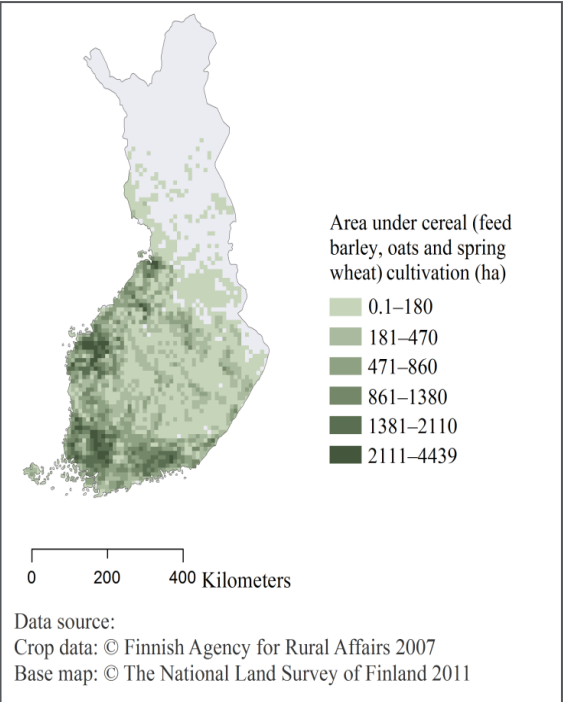 Area under cereal (feed
barley, oats and spring
wheat) cultivation (ha)
0.1–180
181–470
471–860
861–1380
1381–2110
2111–4439
0 200 400 Kilometers
Data source:
Crop data: © Finnish Agency for Rural Affairs 2007
Base map: © The National Land Survey of Finland 2011